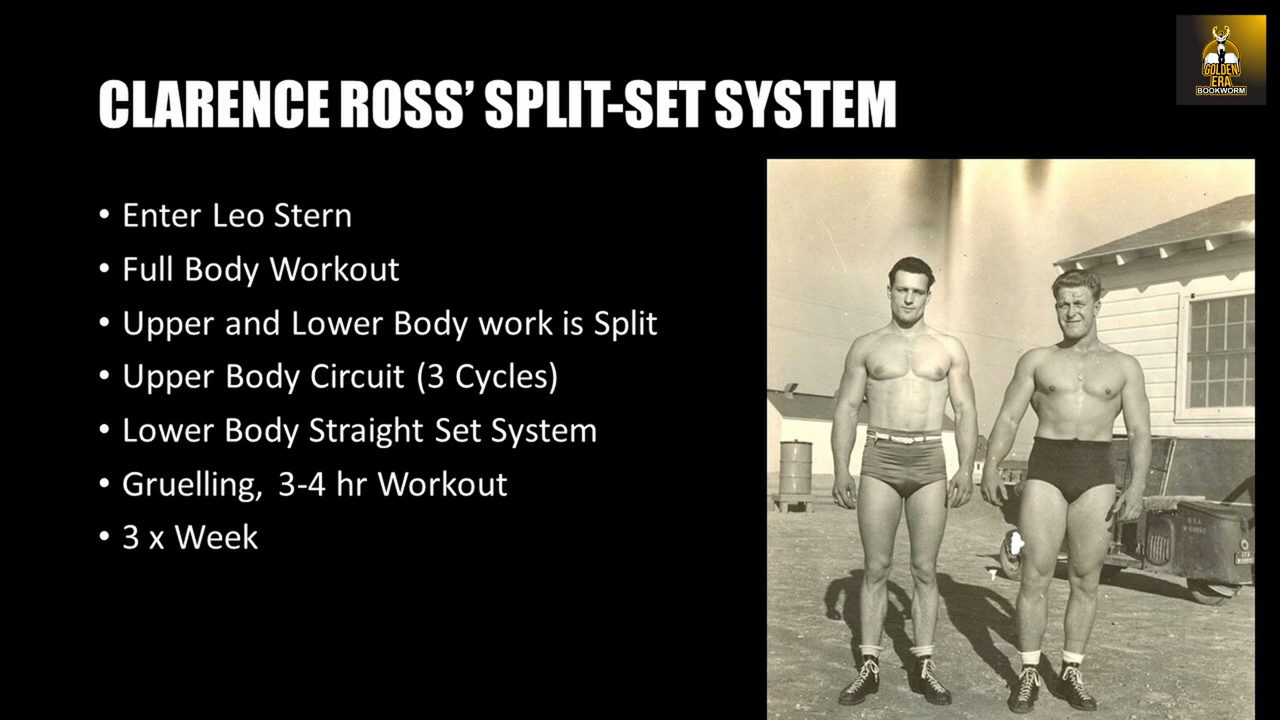 GOLDEN
ERA
BOOKWORM
CLARENCE ROSS’ SPLIT-SET SYSTEM
• Enter Leo Stern
• Full Body Workout
• Upper and Lower Body work is Split
• Upper Body Circuit (3 Cycles)
• Lower Body Straight Set System
• Gruelling, 3-4 hr Workout
• 3 x Week